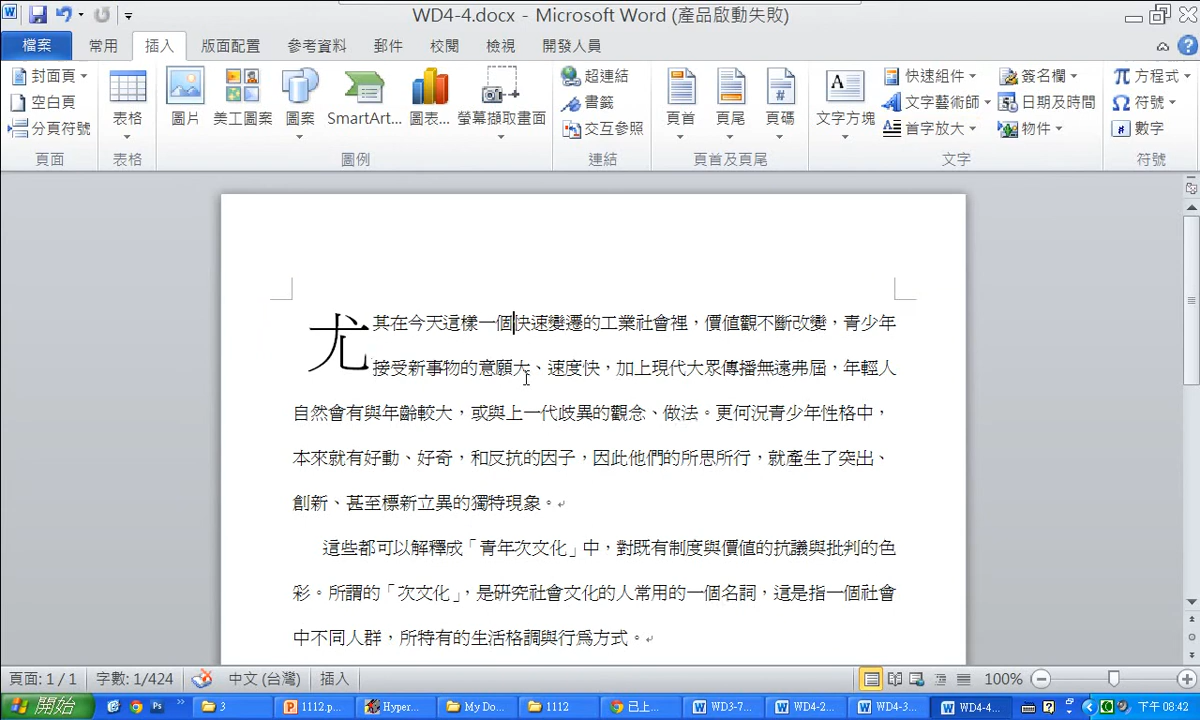 WD4-4.docx - Microsoft Word (產品啟動失敗)
檔案 常用 插入 版面配置 參考資料 郵件 校閱 檢視 開發人員
封面頁 空白頁 分頁符號 頁面
表格 表格
圖片 美工圖案 圖案 SmartArt... 圖表... 螢幕擷取畫面 圖例
超連結 書籤 交互參照 連結
頁首 頁尾 頁碼 頁首及頁尾
文字方塊 快速組件 文字藝術師 首字放大 簽名欄 日期及時間 物件 文字
方程式 符號 數字 符號
尤其在今天這樣一個快速變遷的工業社會裡，價值觀不斷改變，青少年
接受新事物的意願大、速度快，加上現代大眾傳播無遠弗屆，年輕人
自然會有與年齡較大，或與上一代歧異的觀念、做法。更何況青少年性格中，
本來就有好動、好奇，和反抗的因子，因此他們的所思所行，就產生了突出、
創新、甚至標新立異的獨特現象。
這些都可以解釋成「青年次文化」中，對既有制度與價值的抗議與批判的色
彩。所謂的「次文化」，是研究社會文化的人常用的一個名詞，這是指一個社會
中不同人群，所特有的生活格調與行為方式。
頁面: 1 / 1 字數: 1/424 中文 (台灣) 插入 100%
開始 3 1112.p... Hyper... My Do... 1112 已上... WD3-7... WD4-2... WD4-3... WD4-4... 下午 08:42